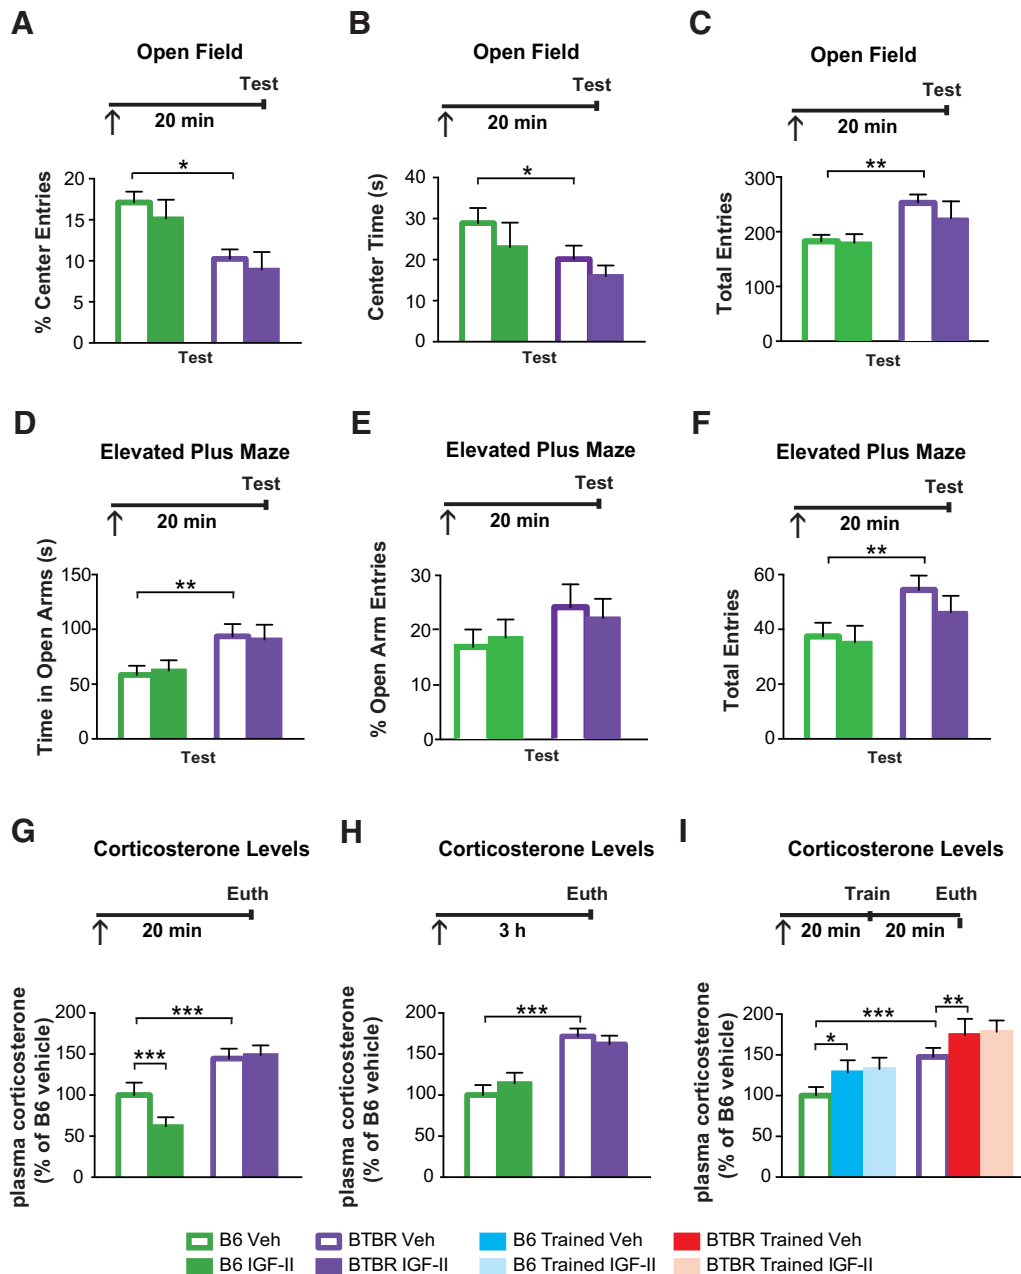 A
B
C
Open Field
Open Field
Open Field
Test
Test
Test
20 min
20 min
20 min
*
*
**
% Center Entries
20
15
10
5
0
Test
Center Time (s)
40
30
20
10
0
Test
Total Entries
300
200
100
0
Test
D
E
F
Elevated Plus Maze
Elevated Plus Maze
Elevated Plus Maze
Test
Test
Test
20 min
20 min
20 min
Time in Open Arms (s)
150
100
50
0
**
Test
% Open Arm Entries
30
20
10
0
Test
Total Entries
60
40
20
0
**
Test
G
H
I
Corticosterone Levels
Corticosterone Levels
Corticosterone Levels
Euth
Euth
Train
Euth
20 min
3 h
20 min
20 min
plasma corticosterone
(% of B6 vehicle)
200
150
100
50
0
***
***
plasma corticosterone
(% of B6 vehicle)
200
150
100
50
0
***
plasma corticosterone
(% of B6 vehicle)
200
150
100
50
0
*
***
**
B6 Veh
BTBR Veh
B6 Trained Veh
BTBR Trained Veh
B6 IGF-II
BTBR IGF-II
B6 Trained IGF-II
BTBR Trained IGF-II